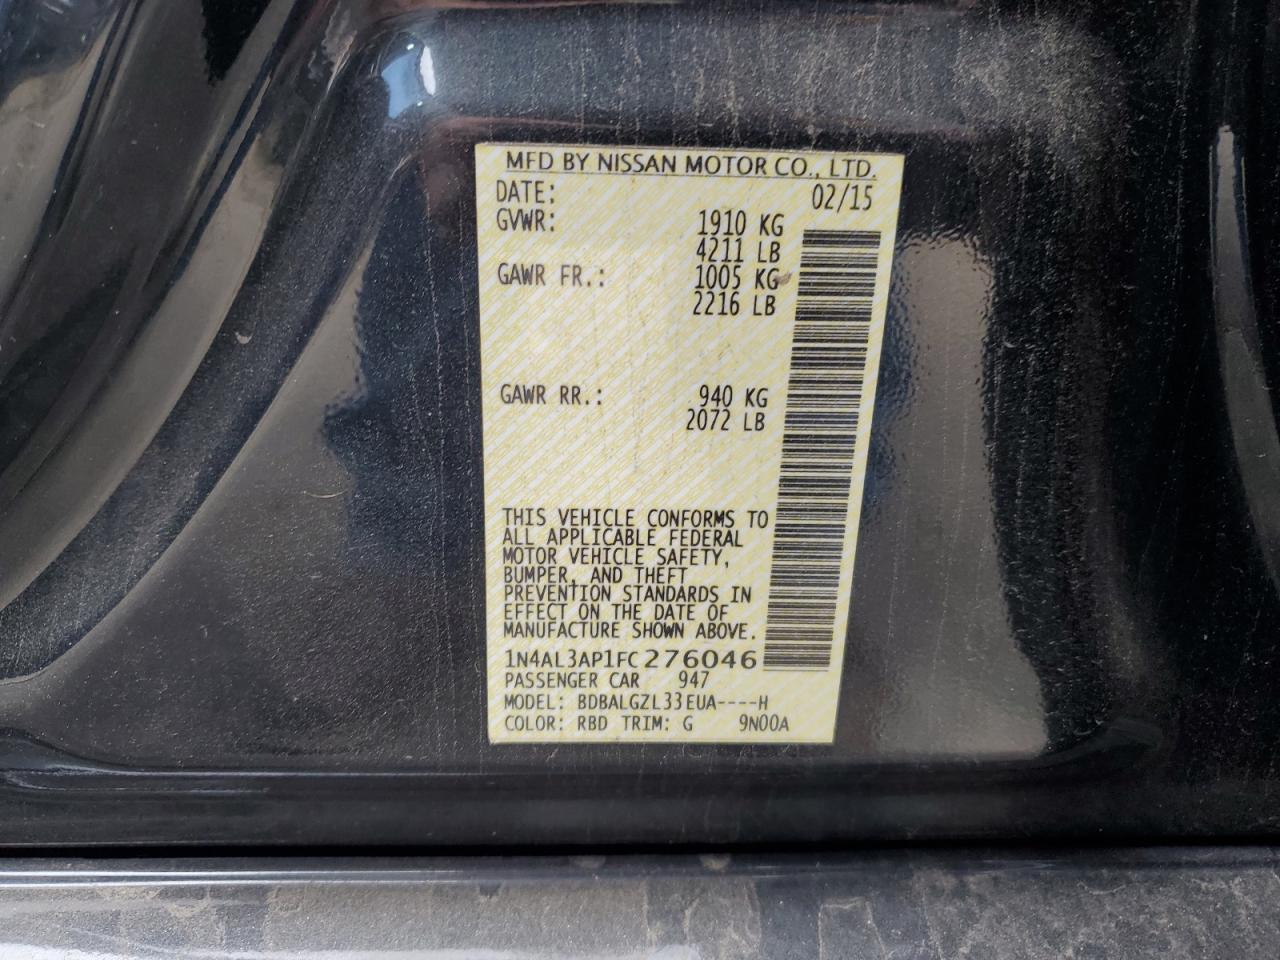 MFD BY NISSAN MOTOR CO., LTD.
DATE: 02/15
GVWR: 1910 KG
4211 LB
GAWR FR.: 1005 KG
2216 LB
GAWR RR.: 940 KG
2072 LB
THIS VEHICLE CONFORMS TO
ALL APPLICABLE FEDERAL
MOTOR VEHICLE SAFETY,
BUMPER, AND THEFT
PREVENTION STANDARDS IN
EFFECT ON THE DATE OF
MANUFACTURE SHOWN ABOVE.
1N4AL3AP1FC276046
PASSENGER CAR 947
MODEL: BDBALGZL33EUA----H
COLOR: RBD TRIM: G 9N00A